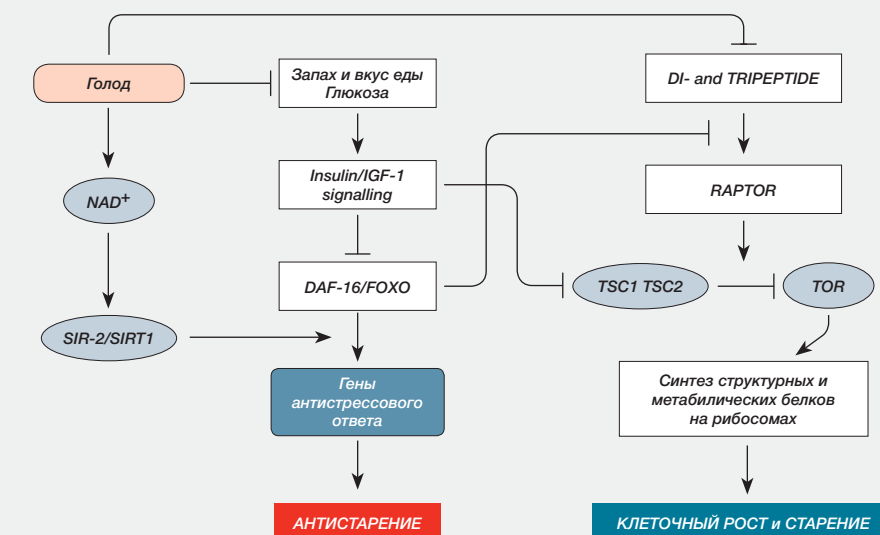 Голод
Запах и вкус еды
Глюкоза
DI- and TRIPEPTIDE
NAD+
Insulin/IGF-1
signalling
RAPTOR
DAF-16/FOXO
TSC1 TSC2
TOR
SIR-2/SIRT1
Гены
антистрессового
ответа
Синтез структурных и
метабилических белков
на рибосомах
АНТИСТАРЕНИЕ
КЛЕТОЧНЫЙ РОСТ и СТАРЕНИЕ